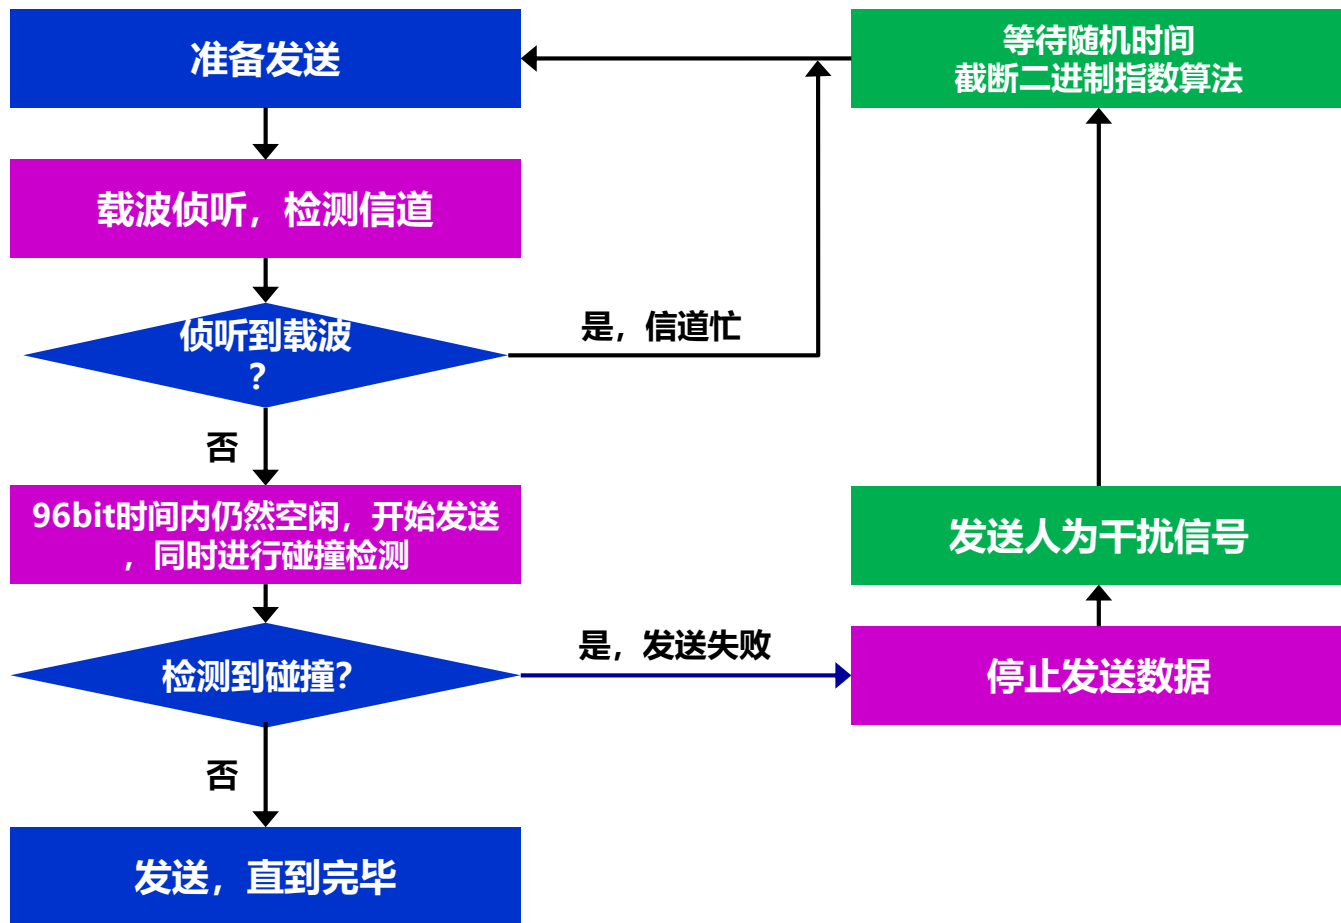 准备发送
等待随机时间
截断二进制指数算法
载波侦听，检测信道
侦听到载波
？
是，信道忙
否
96bit时间内仍然空闲，开始发送
，同时进行碰撞检测
发送人为干扰信号
检测到碰撞？
是，发送失败
停止发送数据
否
发送，直到完毕